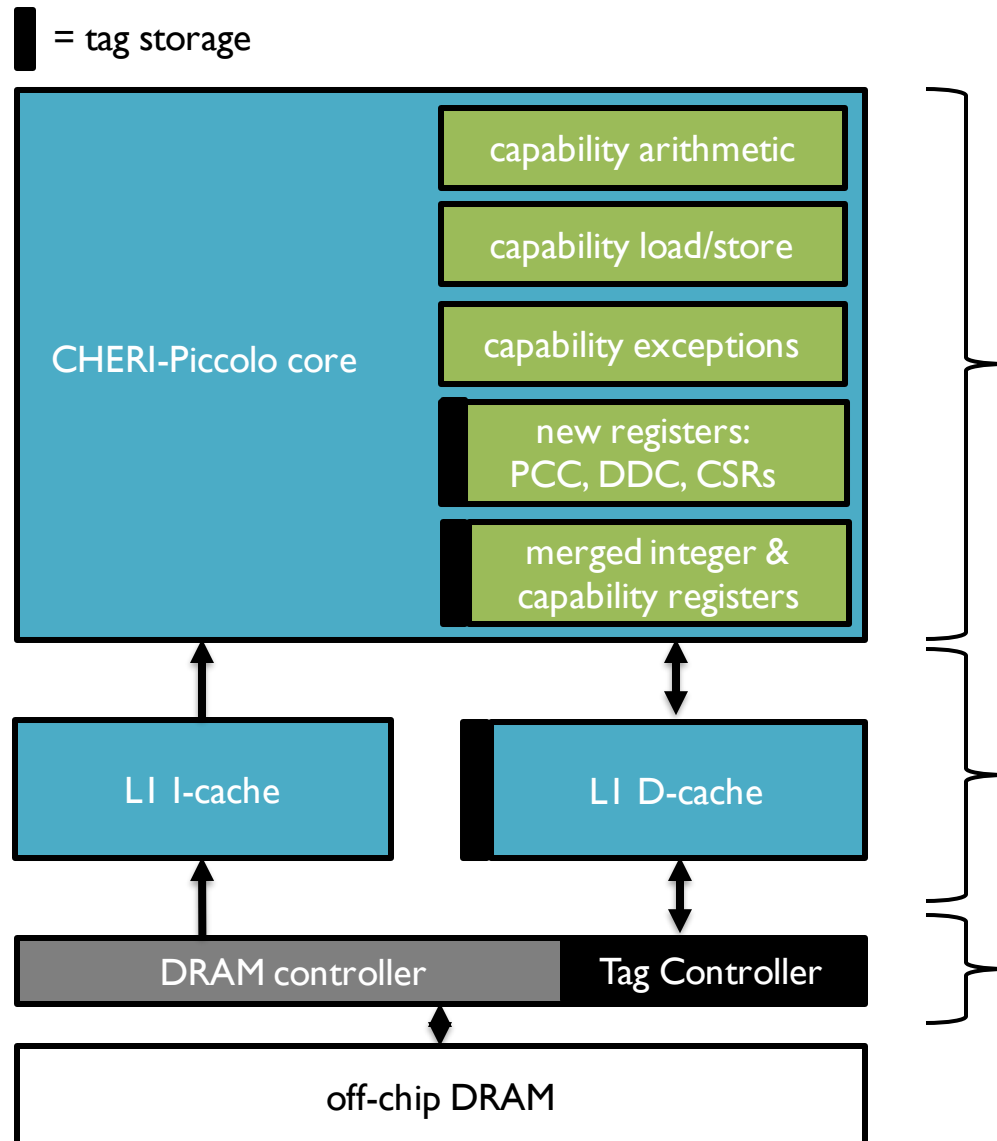 = tag storage
capability arithmetic
capability load/store
CHERI-Piccolo core
capability exceptions
new registers:
PCC, DDC, CSRs
merged integer &
capability registers
L1 I-cache
L1 D-cache
DRAM controller
Tag Controller
off-chip DRAM